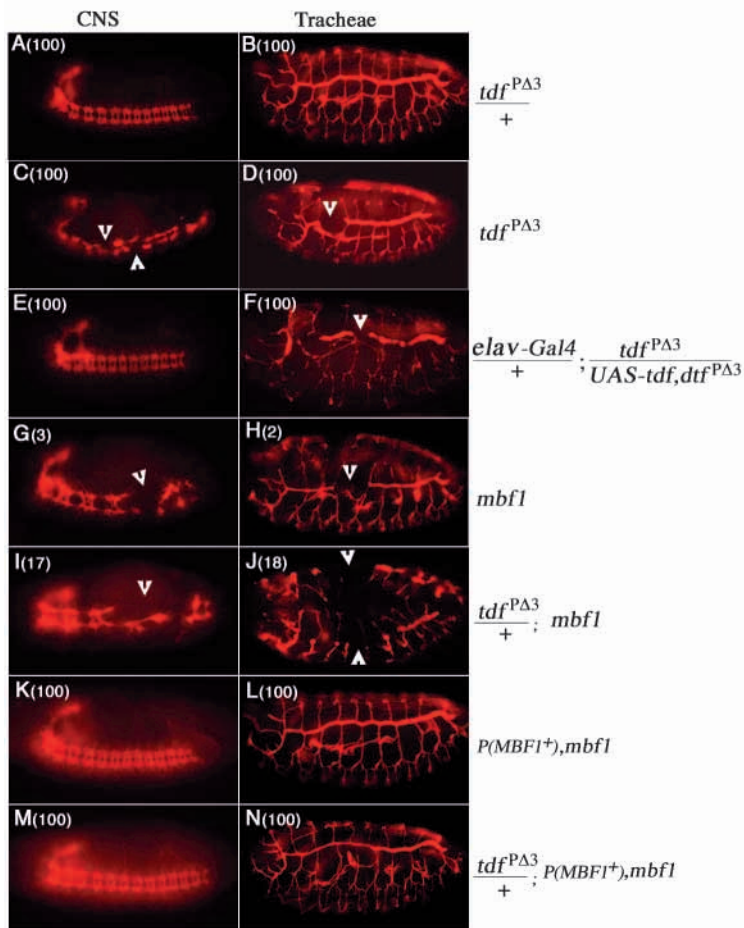 CNS Tracheae
A(100) B(100)
tdf^PΔ3
+
C(100) D(100)
tdf^PΔ3
E(100) F(100)
elav-Gal4 ; tdf^PΔ3
+ UAS-tdf,dtf^PΔ3
G(3) H(2)
mbf1
I(17) J(18)
tdf^PΔ3 ; mbf1
+
K(100) L(100)
P(MBF1+),mbf1
M(100) N(100)
tdf^PΔ3 ; P(MBF1+),mbf1
+